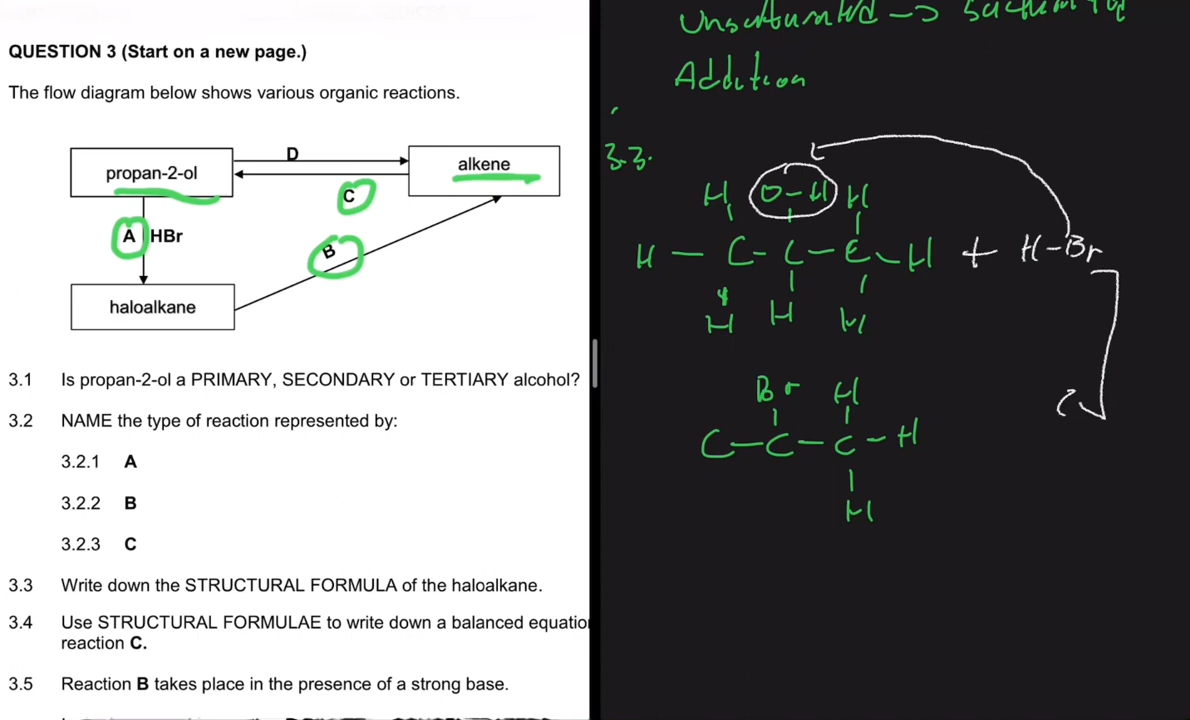 QUESTION 3 (Start on a new page.)
The flow diagram below shows various organic reactions.
propan-2-ol
D
alkene
C
A HBr
B
haloalkane
3.1 Is propan-2-ol a PRIMARY, SECONDARY or TERTIARY alcohol?
3.2 NAME the type of reaction represented by:
3.2.1 A
3.2.2 B
3.2.3 C
3.3 Write down the STRUCTURAL FORMULA of the haloalkane.
3.4 Use STRUCTURAL FORMULAE to write down a balanced equatio
reaction C.
3.5 Reaction B takes place in the presence of a strong base.
Addition
3.3.
H O-H H
H — C - C - C - H + H-Br
H H H
Br H
C - C - C - H
H